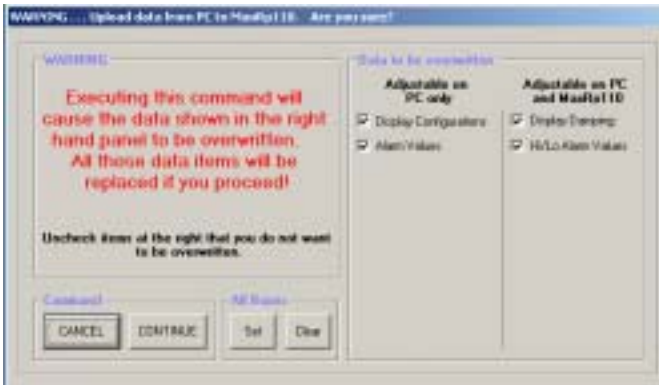 WARNING .... Upload data from PC to MaxRp110. Are you sure?
WARNING
Executing this command will
cause the data shown in the right
hand panel to be overwritten.
All those data items will be
replaced if you proceed!
Uncheck items at the right that you do not want
to be overwritten.
Command
CANCEL
CONTINUE
All Boxes
Set
Clear
Data to be overwritten
Adjustable on
PC only
Display Configurations
Alarm Values
Adjustable on PC
and MaxRp110
Display Damping
Hi/Lo Alarm Values